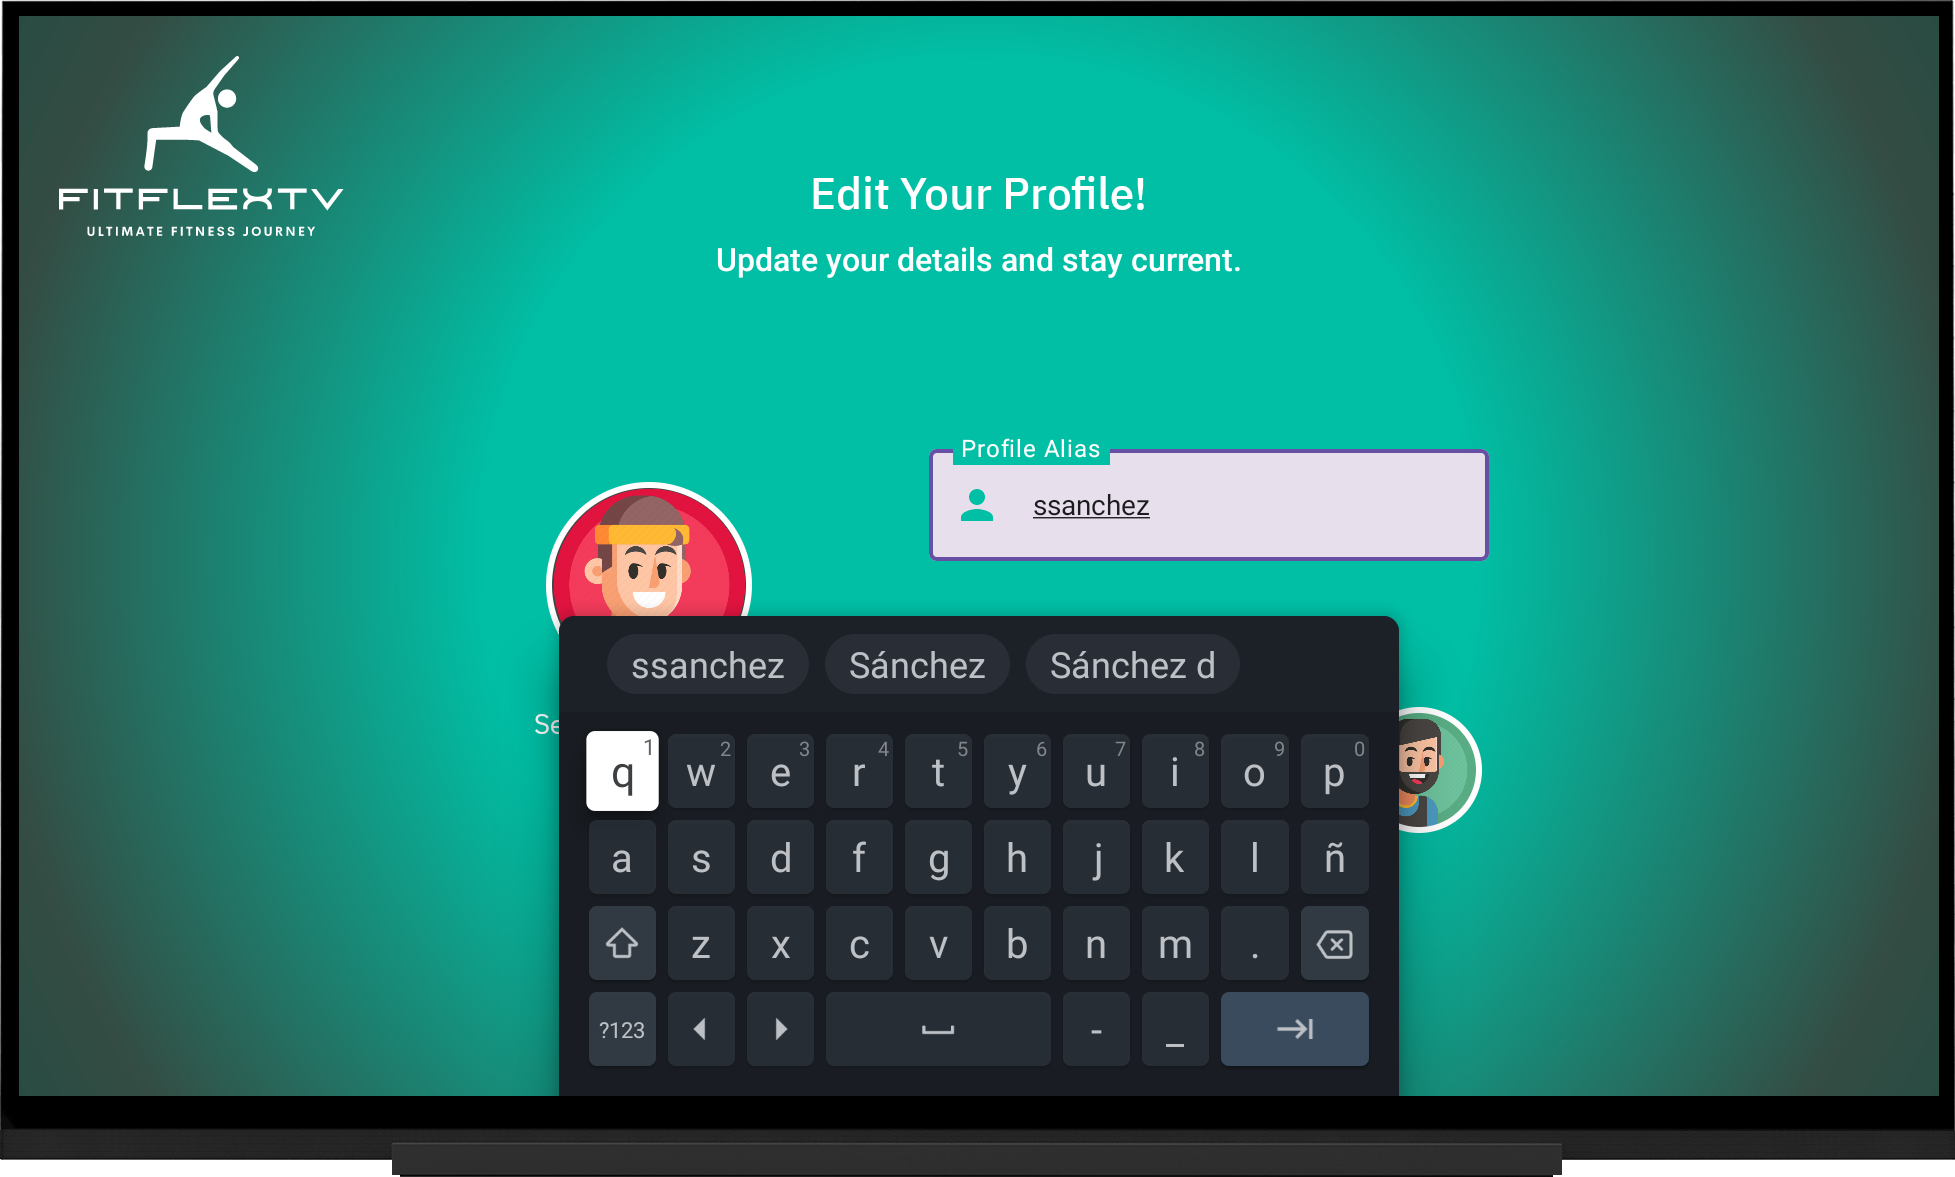 FITFLEXTV
ULTIMATE FITNESS JOURNEY
Edit Your Profile!
Update your details and stay current.
Profile Alias
ssanchez
ssanchez Sánchez Sánchez d
Se
q 1 w 2 e 3 r 4 t 5 y 6 u 7 i 8 o 9 p 0
a s d f g h j k l ñ
z x c v b n m .
?123 - _